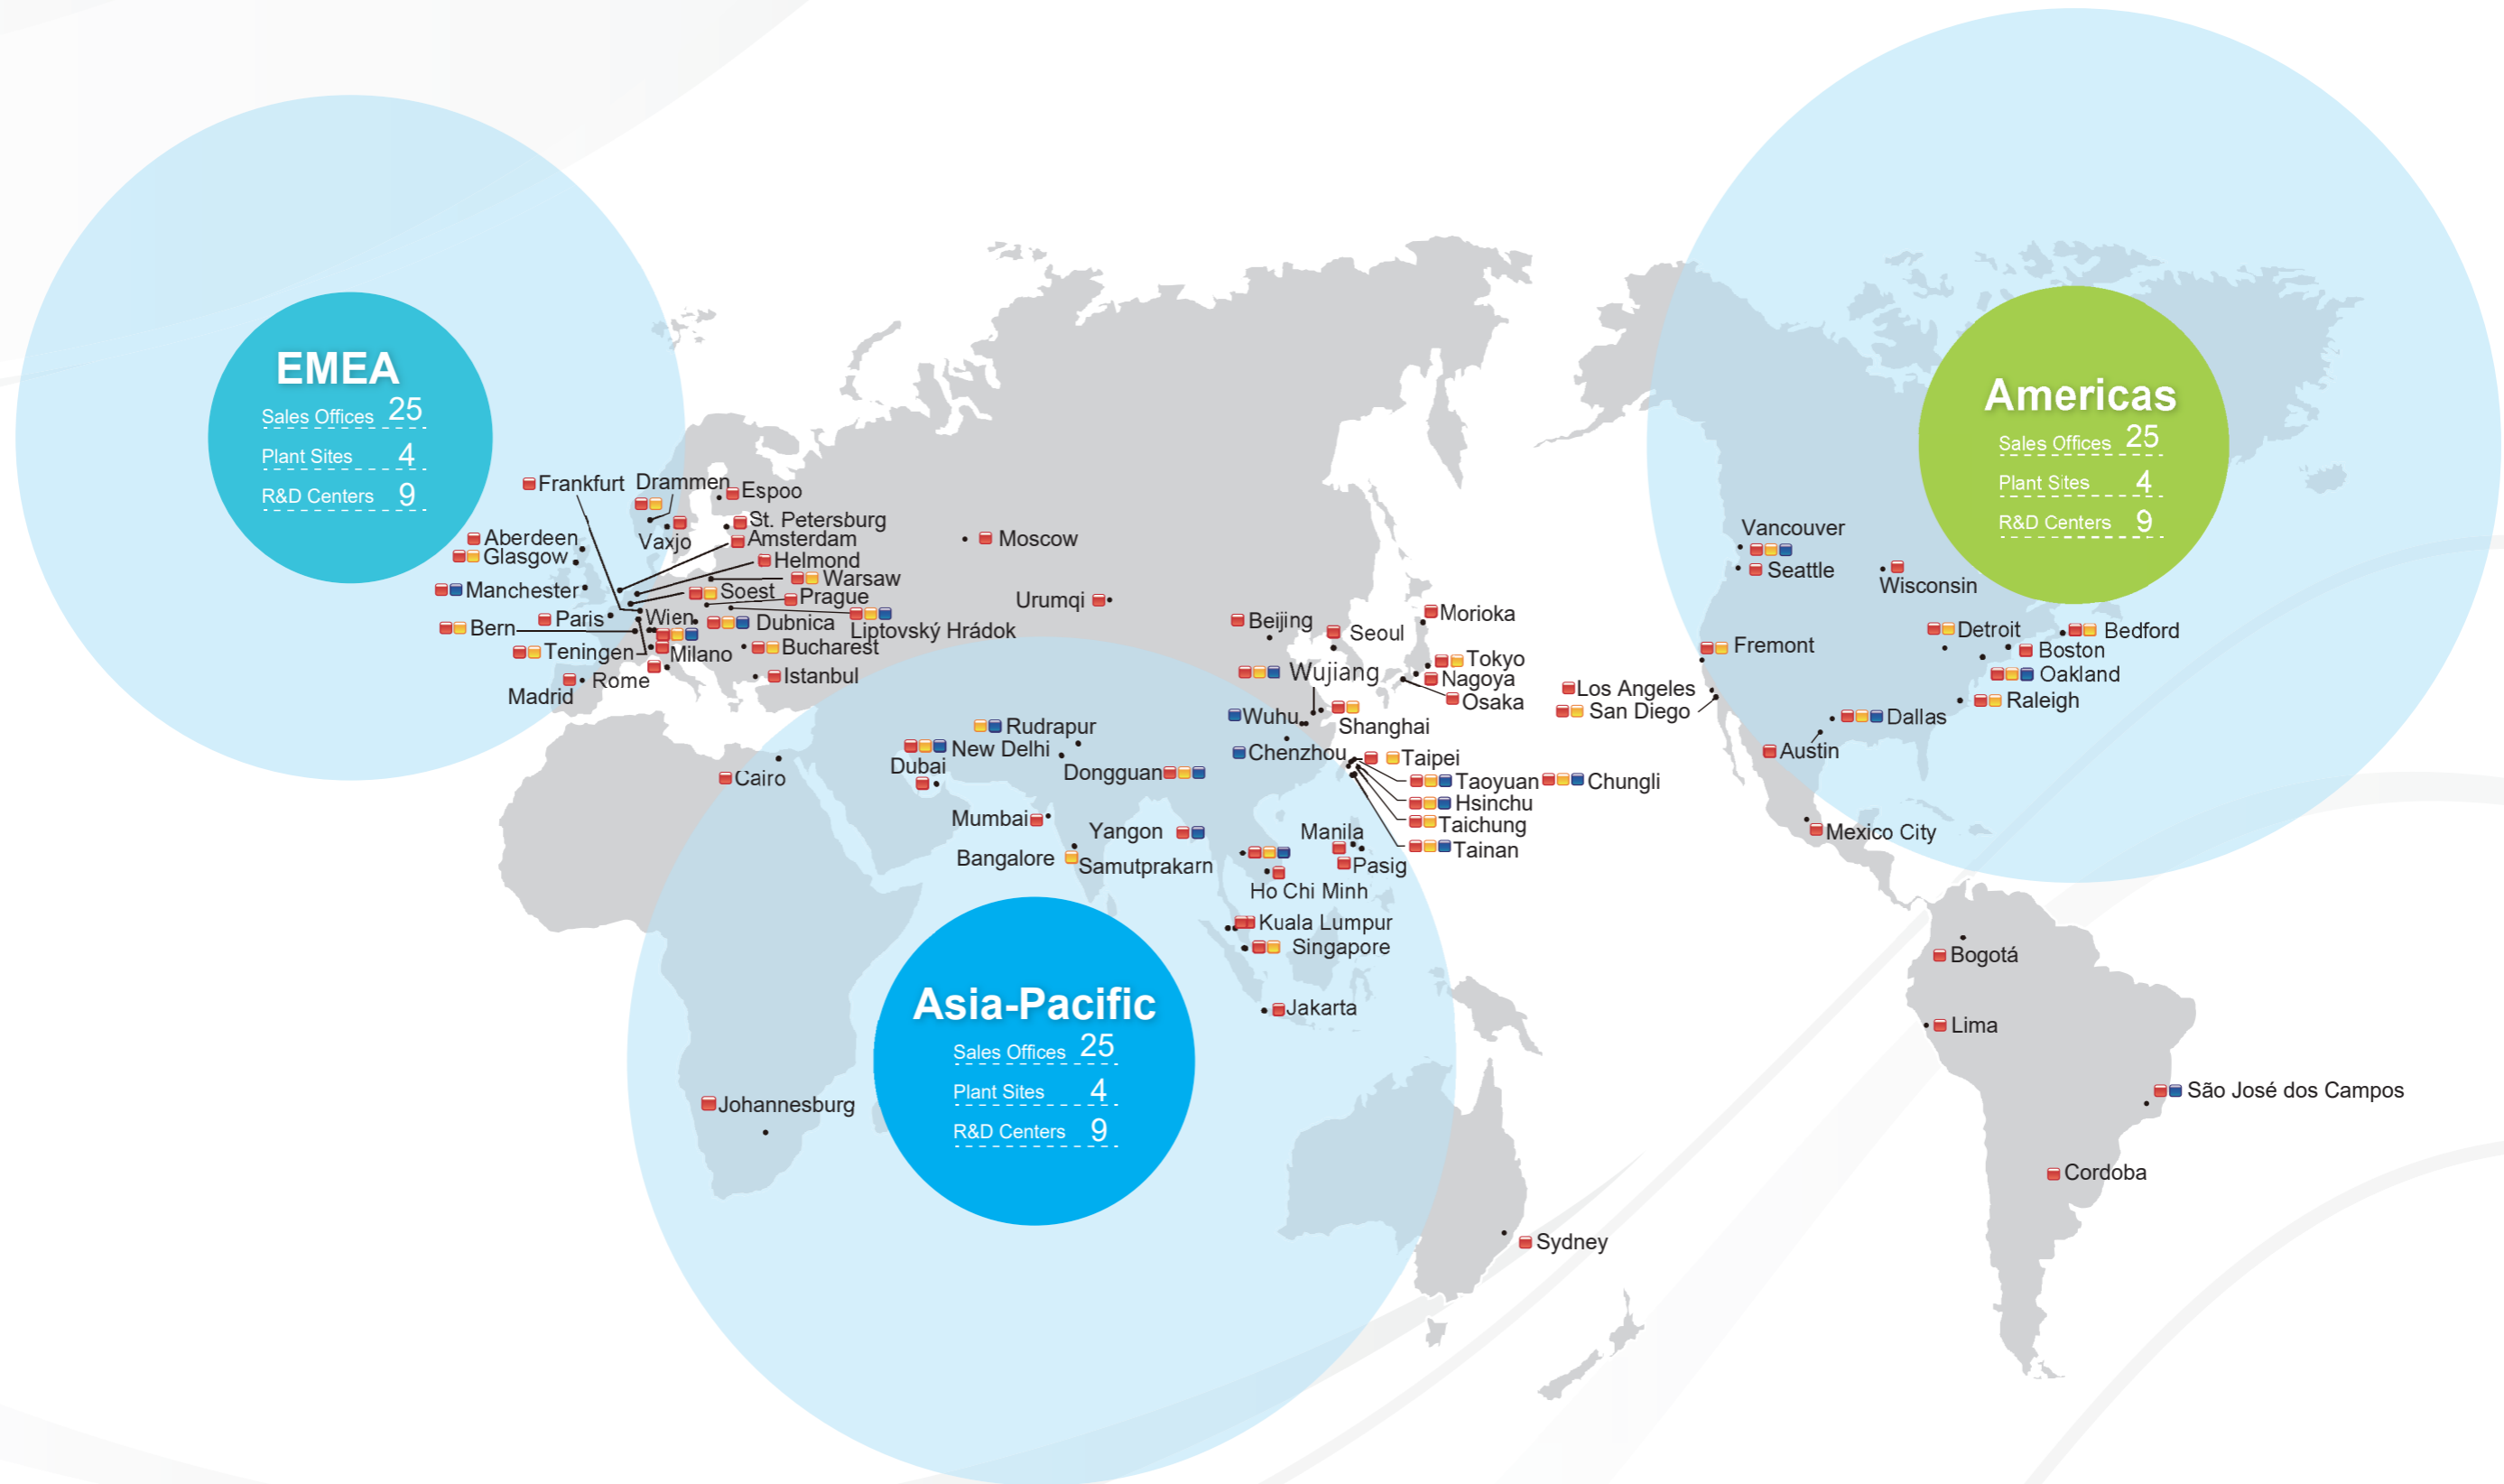 EMEA
Sales Offices 25
Plant Sites 4
R&D Centers 9
Americas
Sales Offices 25
Plant Sites 4
R&D Centers 9
Asia-Pacific
Sales Offices 25
Plant Sites 4
R&D Centers 9
Frankfurt
Drammen
Espoo
Vaxjo
St. Petersburg
Amsterdam
Aberdeen
Glasgow
Helmond
Warsaw
Manchester
Soest
Prague
Paris
Wien
Dubnica
Liptovský Hrádok
Bern
Teningen
Milano
Bucharest
Madrid
Rome
Istanbul
Moscow
Urumqi
Cairo
Johannesburg
Rudrapur
New Delhi
Dubai
Dongguan
Mumbai
Yangon
Bangalore
Samutprakarn
Beijing
Seoul
Morioka
Wujiang
Tokyo
Nagoya
Osaka
Wuhu
Shanghai
Chenzhou
Taipei
Taoyuan
Chungli
Hsinchu
Taichung
Tainan
Manila
Pasig
Ho Chi Minh
Kuala Lumpur
Singapore
Jakarta
Sydney
Vancouver
Seattle
Wisconsin
Fremont
Detroit
Bedford
Boston
Oakland
Los Angeles
San Diego
Raleigh
Dallas
Austin
Mexico City
Bogotá
Lima
São José dos Campos
Cordoba